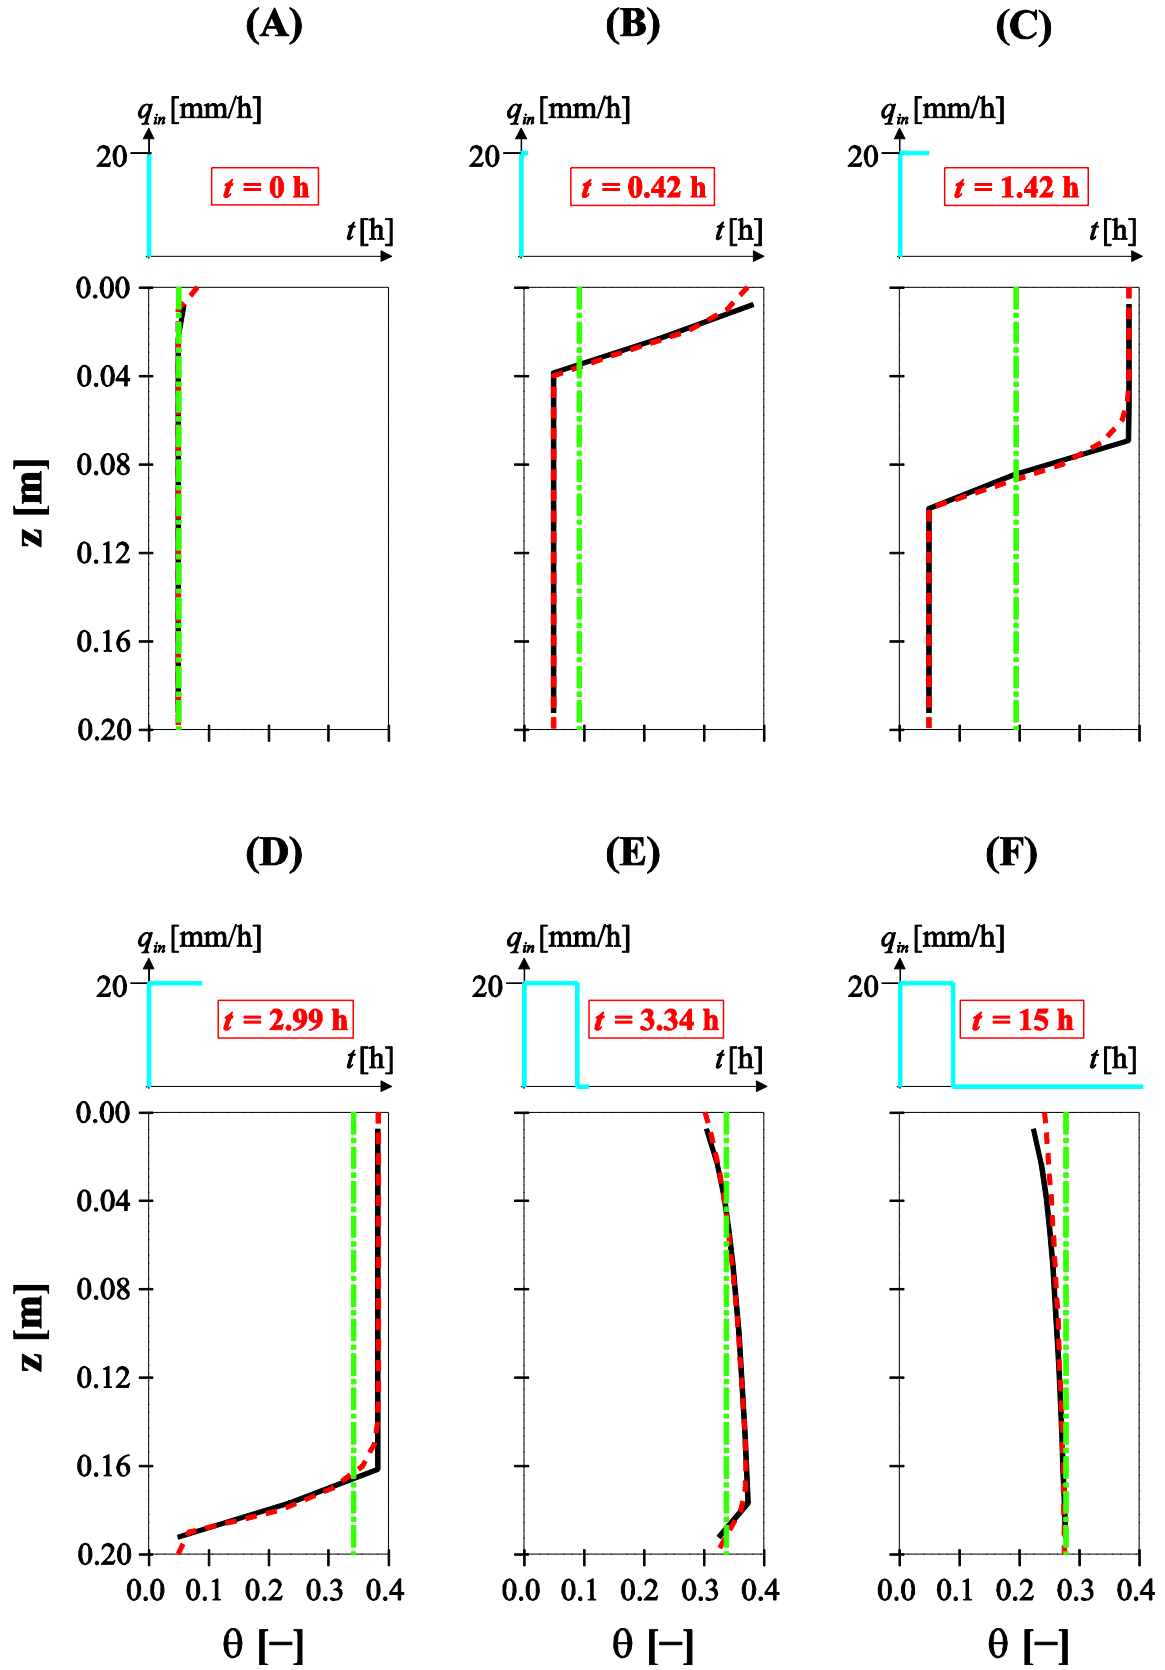 (A) (B) (C)
q_in [mm/h] q_in [mm/h] q_in [mm/h]
20 20 20
t = 0 h t = 0.42 h t = 1.42 h
t [h] t [h] t [h]
0.00
0.04
0.08
z [m]
0.12
0.16
0.20
(D) (E) (F)
q_in [mm/h] q_in [mm/h] q_in [mm/h]
20 20 20
t = 2.99 h t = 3.34 h t = 15 h
t [h] t [h] t [h]
0.00
0.04
0.08
z [m]
0.12
0.16
0.20
0.0 0.1 0.2 0.3 0.4 0.0 0.1 0.2 0.3 0.4 0.0 0.1 0.2 0.3 0.4
θ [–] θ [–] θ [–]